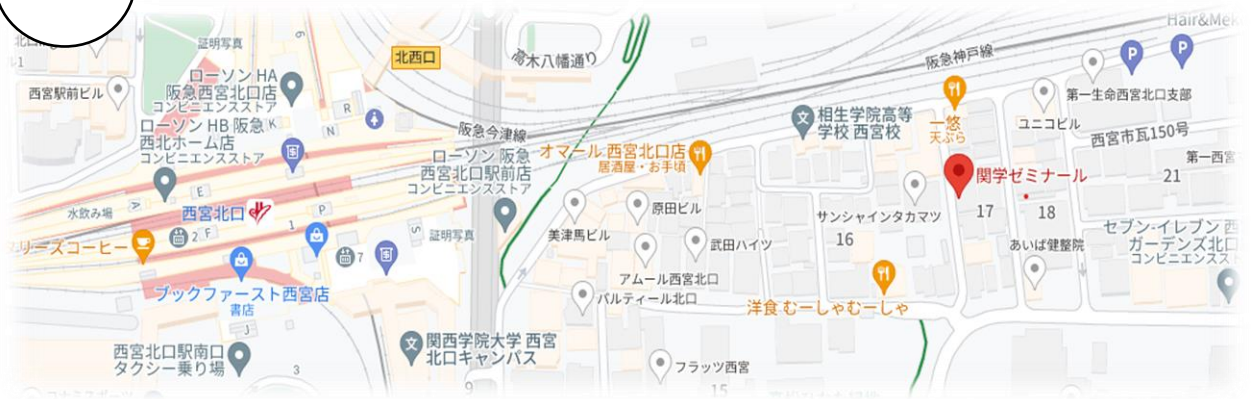 Hair&Mek
証明写真
6
北西口
高木八幡通り
阪急神戸線
P
P
西宮駅前ビル
ローソン HA
阪急西宮北口店
コンビニエンスストア
R
N
K
ローソン HB 阪急
西北ホーム店
コンビニエンスストア
阪急今津線
相生学院高等
学校 西宮校
一悠
天ぷら
ユニコビル
第一生命西宮北口支部
西宮市瓦150号
オマール 西宮北口店
居酒屋・お手頃
ローソン 阪急
西宮北口駅前店
コンビニエンスストア
第一西宮
関学ゼミナール
21
E
A
水飲み場
西宮北口
P
1
2
F
7
S
証明写真
美津馬ビル
原田ビル
武田ハイツ
サンシャインタカマツ
16
17
18
あいば健整院
セブン-イレブン 西
ガーデンズ北口
コンビニエンススト
リーズコーヒー
アムール西宮北口
ブックファースト西宮店
書店
パルティール北口
洋食 むーしゃむーしゃ
J
西宮北口駅南口
タクシー乗り場
関西学院大学 西宮
北口キャンパス
フラッツ西宮
3
9
15